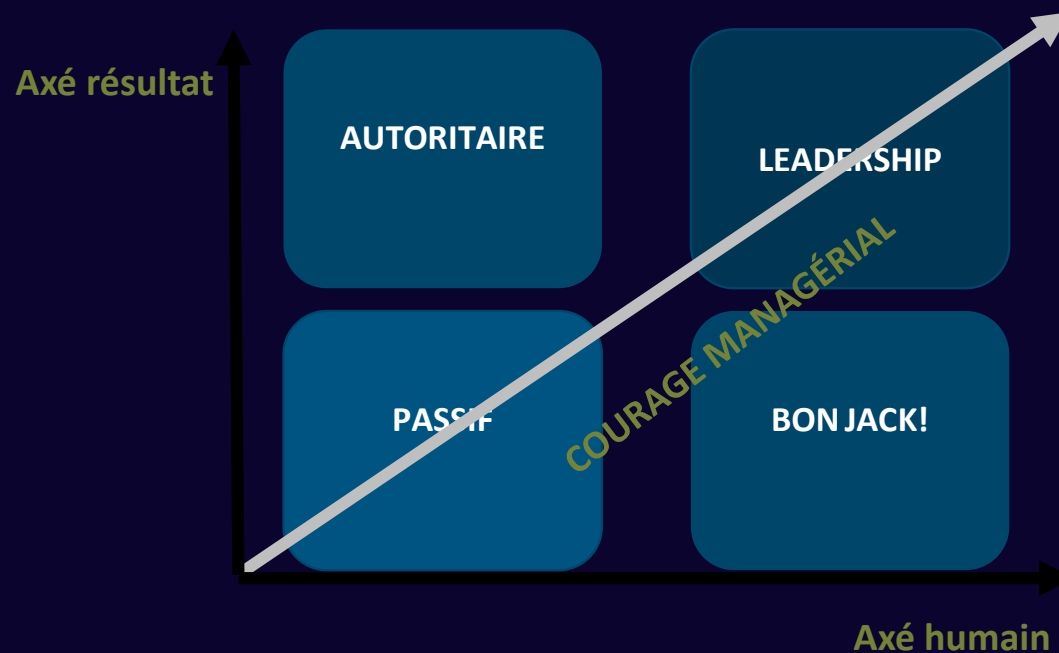 Axé résultat
AUTORITAIRE
LEADERSHIP
COURAGE MANAGÉRIAL
PASSIF
BON JACK!
Axé humain